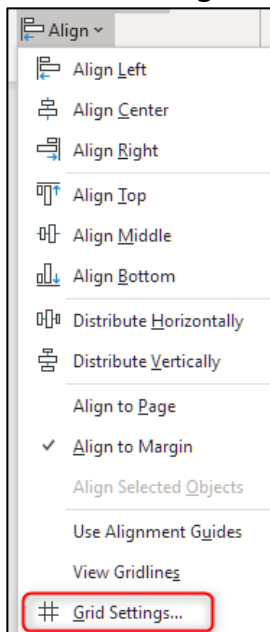 Align
Align Left
Align Center
Align Right
Align Top
Align Middle
Align Bottom
Distribute Horizontally
Distribute Vertically
Align to Page
Align to Margin
Align Selected Objects
Use Alignment Guides
View Gridlines
Grid Settings...